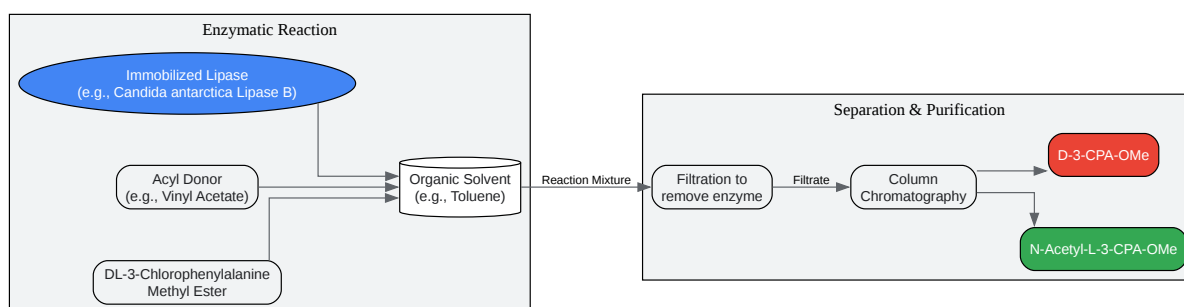 Enzymatic Reaction
Immobilized Lipase
(e.g., Candida antarctica Lipase B)
Acyl Donor
(e.g., Vinyl Acetate)
DL-3-Chlorophenylalanine
Methyl Ester
Organic Solvent
(e.g., Toluene)
Reaction Mixture
Separation & Purification
Filtration to
remove enzyme
Filtrate
Column
Chromatography
D-3-CPA-OMe
N-Acetyl-L-3-CPA-OMe